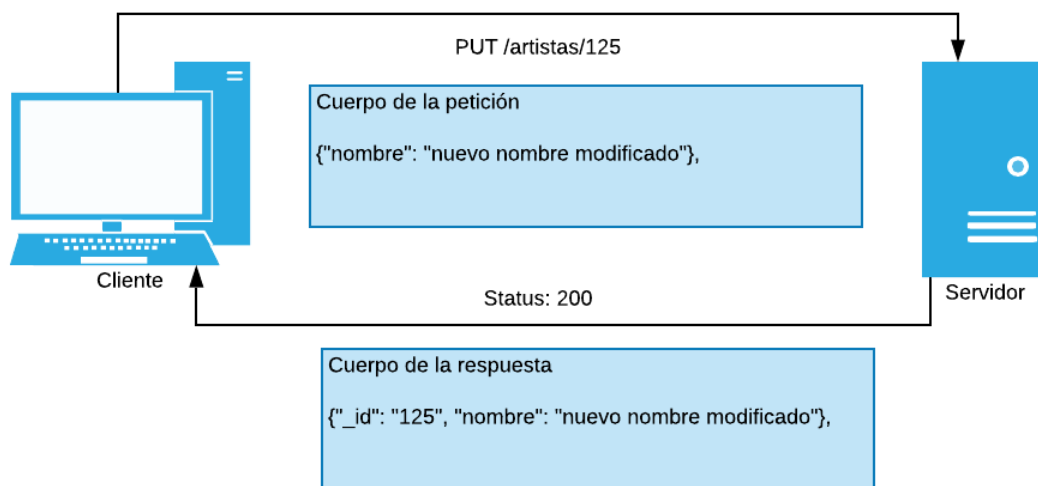 PUT /artistas/125
Cuerpo de la petición
{"nombre": "nuevo nombre modificado"},
Cliente
Status: 200
Servidor
Cuerpo de la respuesta
{"_id": "125", "nombre": "nuevo nombre modificado"},